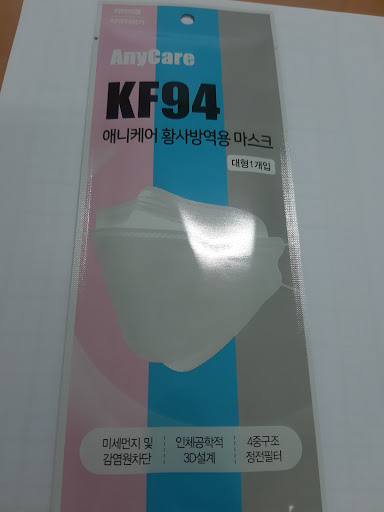 AnyCare
KF94
애니케어 황사방역용 마스크
대형1개입
미세먼지 및
감염원차단
인체공학적
3D설계
4중구조
정전필터